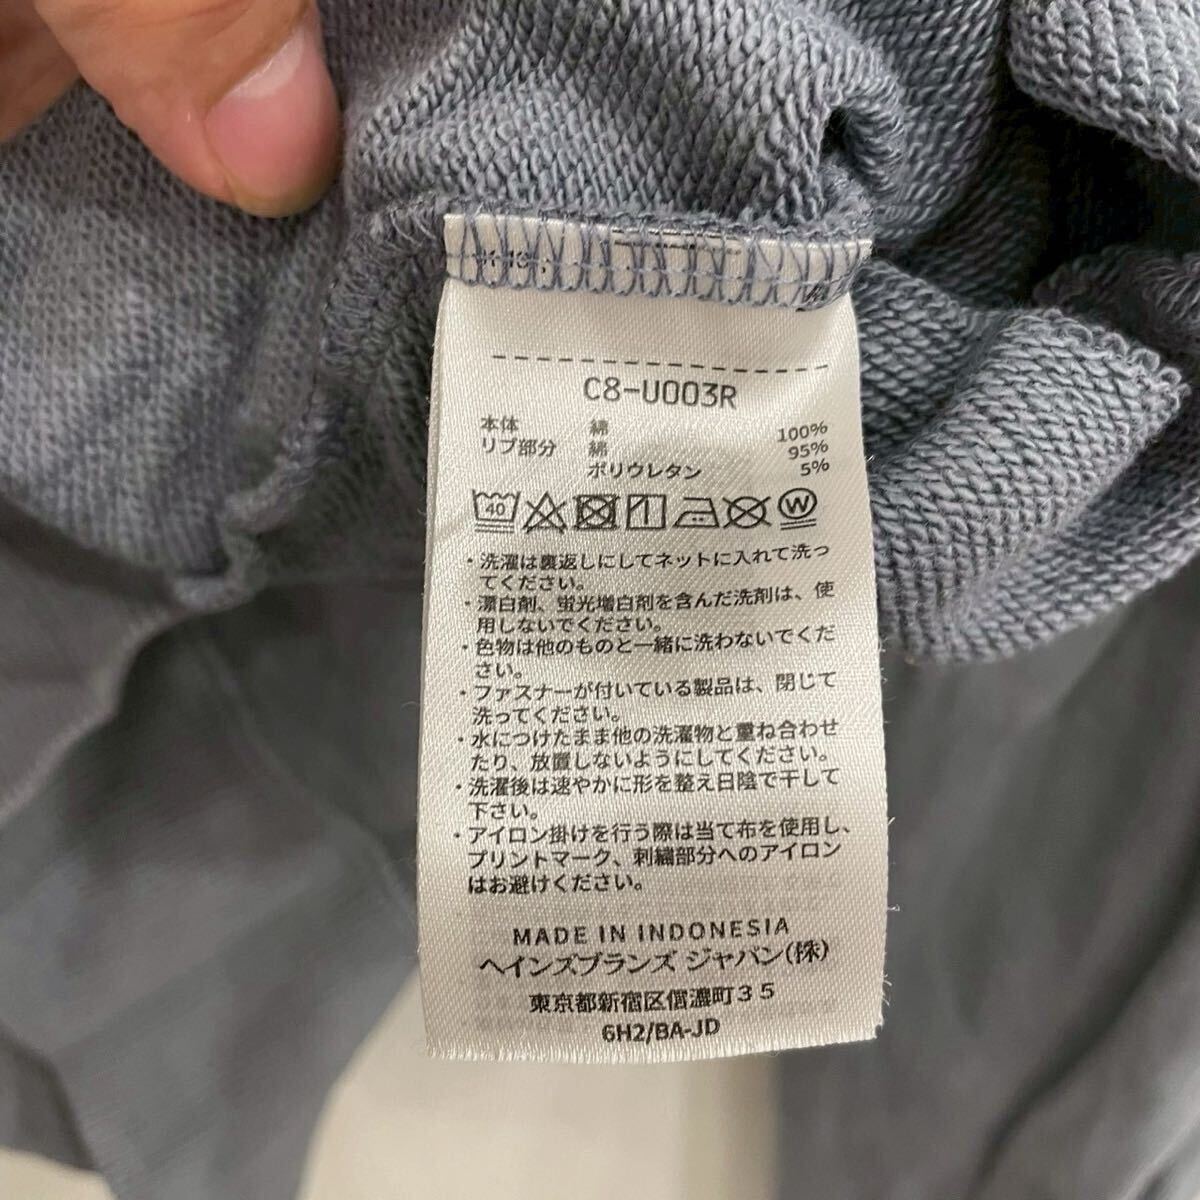 C8-U003R
本体 綿 100%
リブ部分 綿 95%
ポリウレタン 5%
40 W
・洗濯は裏返しにしてネットに入れて洗っ
てください。
・漂白剤、蛍光増白剤を含んだ洗剤は、使
用しないでください。
・色物は他のものと一緒に洗わないでくだ
さい。
・ファスナーが付いている製品は、閉じて
洗ってください。
・水につけたまま他の洗濯物と重ね合わせ
たり、放置しないようにしてください。
・洗濯後は速やかに形を整え日陰で干して
下さい。
・アイロン掛けを行う際は当て布を使用し、
プリントマーク、刺繍部分へのアイロン
はお避けください。
MADE IN INDONESIA
ヘインズブランズ ジャパン(株)
東京都新宿区信濃町３５
6H2/BA-JD